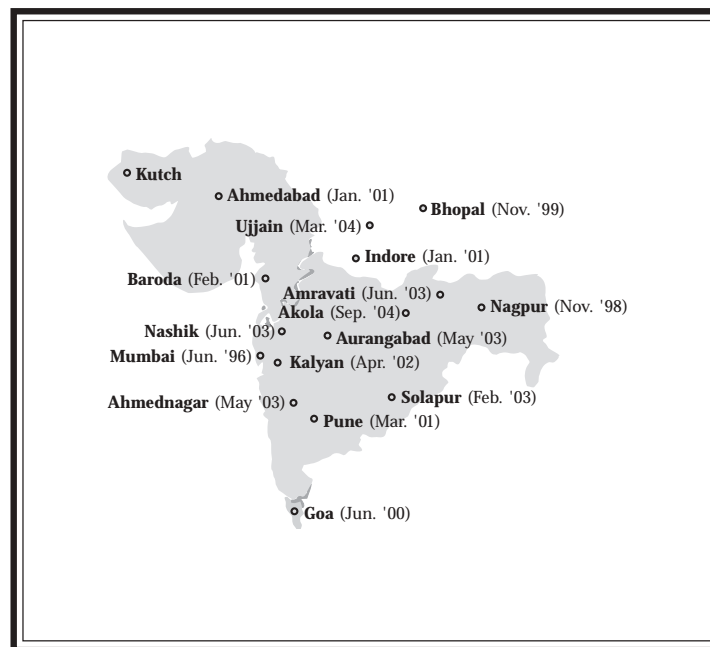 Kutch
Ahmedabad (Jan. '01)
Bhopal (Nov. '99)
Ujjain (Mar. '04)
Indore (Jan. '01)
Baroda (Feb. '01)
Amravati (Jun. '03)
Nagpur (Nov. '98)
Akola (Sep. '04)
Nashik (Jun. '03)
Aurangabad (May '03)
Mumbai (Jun. '96)
Kalyan (Apr. '02)
Solapur (Feb. '03)
Ahmednagar (May '03)
Pune (Mar. '01)
Goa (Jun. '00)